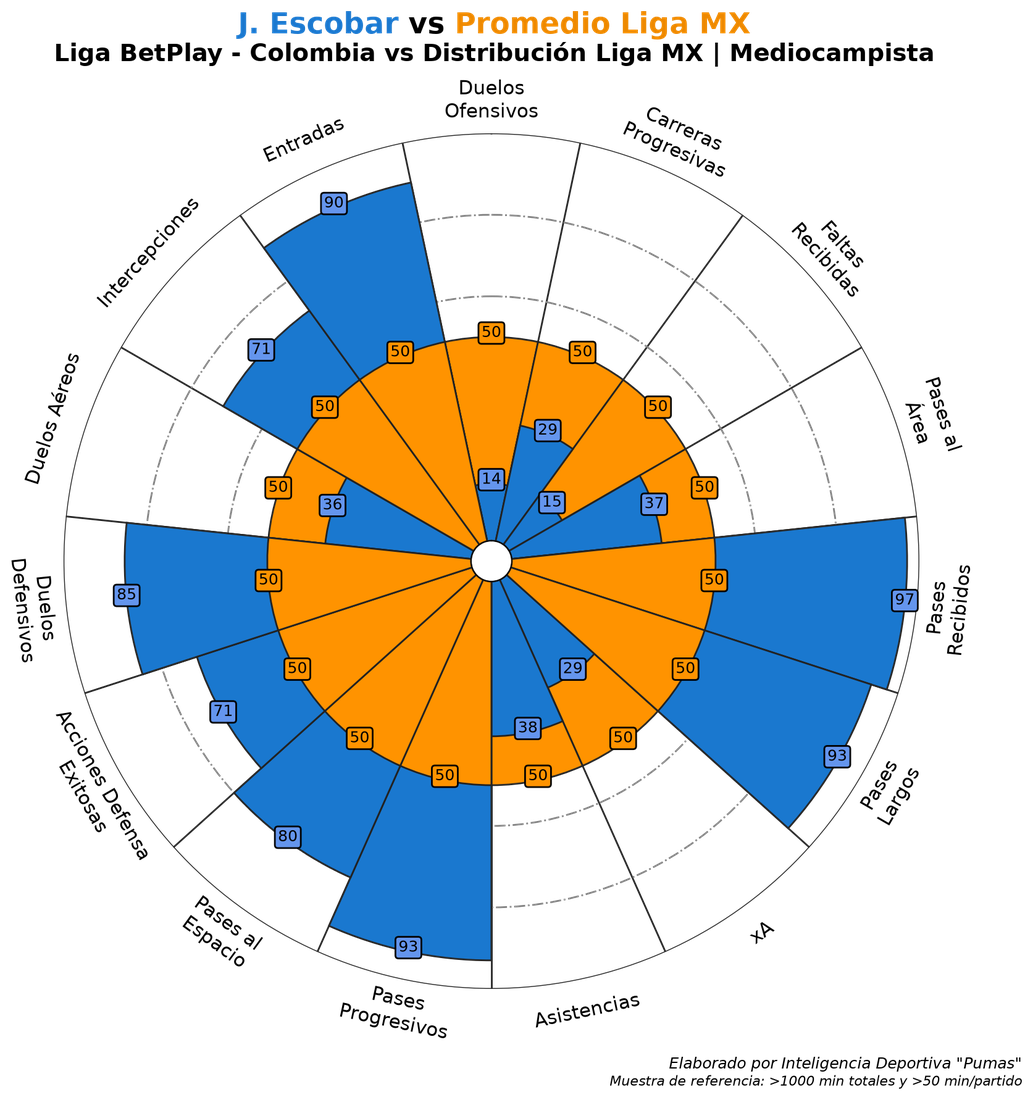 J. Escobar vs Promedio Liga MX
Liga BetPlay - Colombia vs Distribución Liga MX | Mediocampista
Duelos
Ofensivos
14
50
Carreras
Progresivas
29
50
Faltas
Recibidas
15
50
Pases al
Área
37
50
Pases
Recibidos
97
50
Pases
Largos
93
50
xA
29
50
Asistencias
38
50
Pases
Progresivos
93
50
Pases al
Espacio
80
50
Acciones Defensa
Exitosas
71
50
Duelos
Defensivos
85
50
Duelos Aéreos
36
50
Intercepciones
71
50
Entradas
90
50
Elaborado por Inteligencia Deportiva "Pumas"
Muestra de referencia: >1000 min totales y >50 min/partido